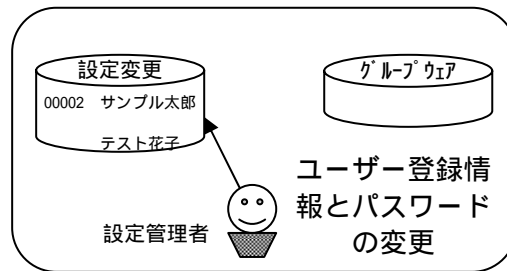 設定変更
00002 サンプル太郎
テスト花子
グループウェア
設定管理者
ユーザー登録情
報とパスワード
の変更